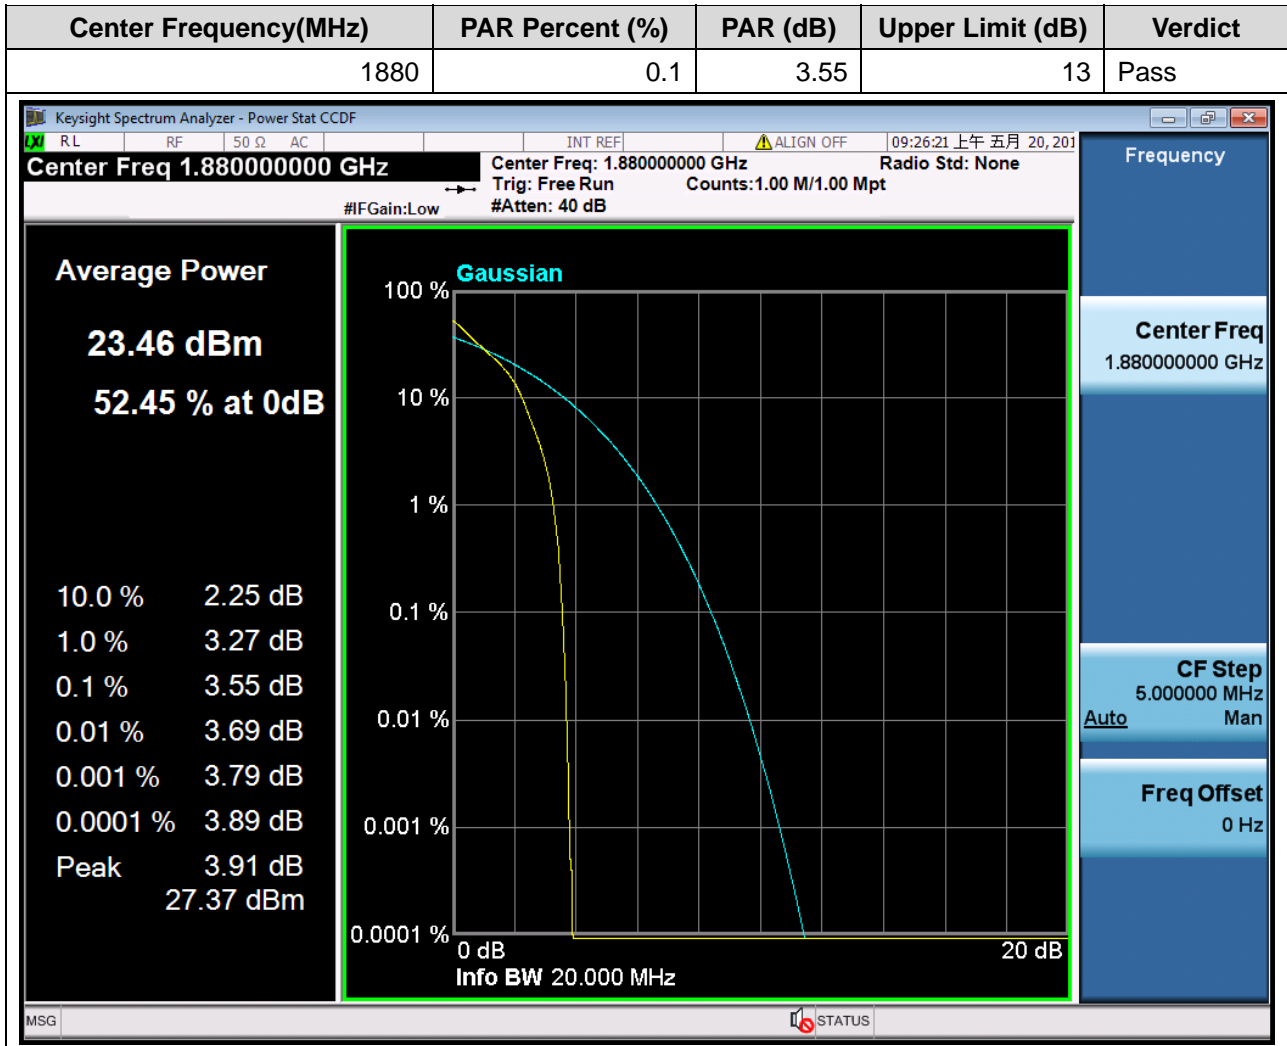 Center Frequency(MHz) PAR Percent (%) PAR (dB) Upper Limit (dB) Verdict
1880 0.1 3.55 13 Pass
Keysight Spectrum Analyzer - Power Stat CCDF
LXI RL RF 50 Ω AC INT REF ALIGN OFF 09:26:21 上午 五月 20, 201
Center Freq 1.880000000 GHz
Center Freq: 1.880000000 GHz Radio Std: None
Trig: Free Run Counts:1.00 M/1.00 Mpt
#IFGain:Low #Atten: 40 dB
Average Power
23.46 dBm
52.45 % at 0dB
10.0 % 2.25 dB
1.0 % 3.27 dB
0.1 % 3.55 dB
0.01 % 3.69 dB
0.001 % 3.79 dB
0.0001 % 3.89 dB
Peak 3.91 dB
27.37 dBm
Gaussian
100 %
10 %
1 %
0.1 %
0.01 %
0.001 %
0.0001 %
0 dB 20 dB
Info BW 20.000 MHz
Frequency
Center Freq
1.880000000 GHz
CF Step
5.000000 MHz
Auto Man
Freq Offset
0 Hz
MSG STATUS